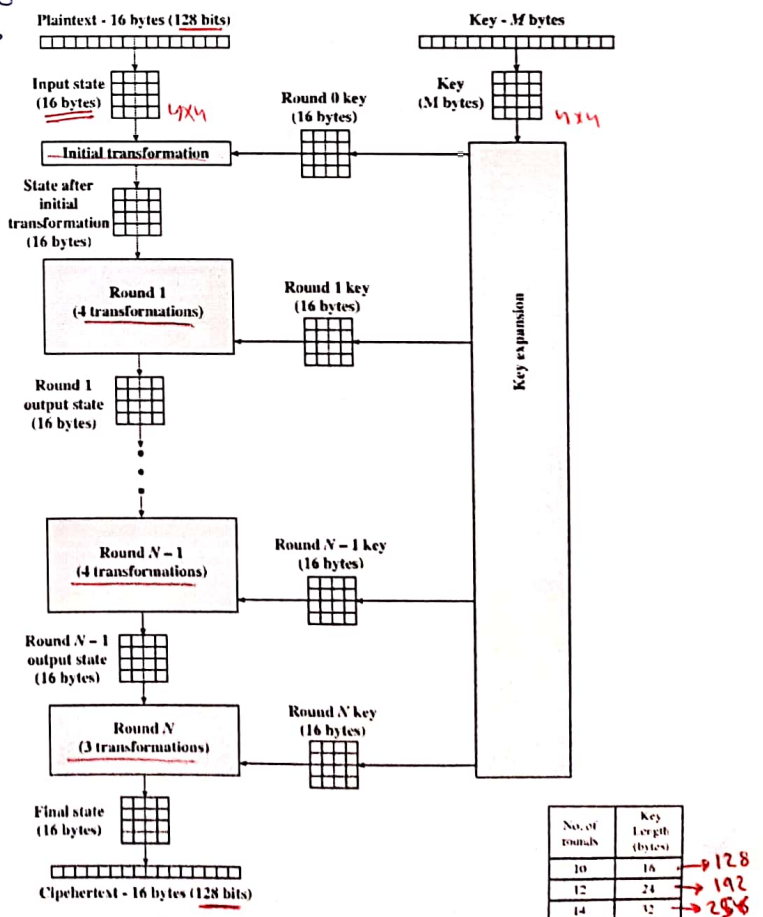 Plaintext - 16 bytes (128 bits)
Key - M bytes
Input state
(16 bytes)
4x4
Round 0 key
(16 bytes)
Key
(M bytes)
4x4
Initial transformation
State after
initial
transformation
(16 bytes)
Round 1
(4 transformations)
Round 1 key
(16 bytes)
Key expansion
Round 1
output state
(16 bytes)
Round N – 1
(4 transformations)
Round N – 1 key
(16 bytes)
Round N – 1
output state
(16 bytes)
Round N
(3 transformations)
Round N key
(16 bytes)
Final state
(16 bytes)
Cipehertext - 16 bytes (128 bits)
No. of
rounds
Key
Length
(bytes)
10 16 → 128
12 24 → 192
14 32 → 256